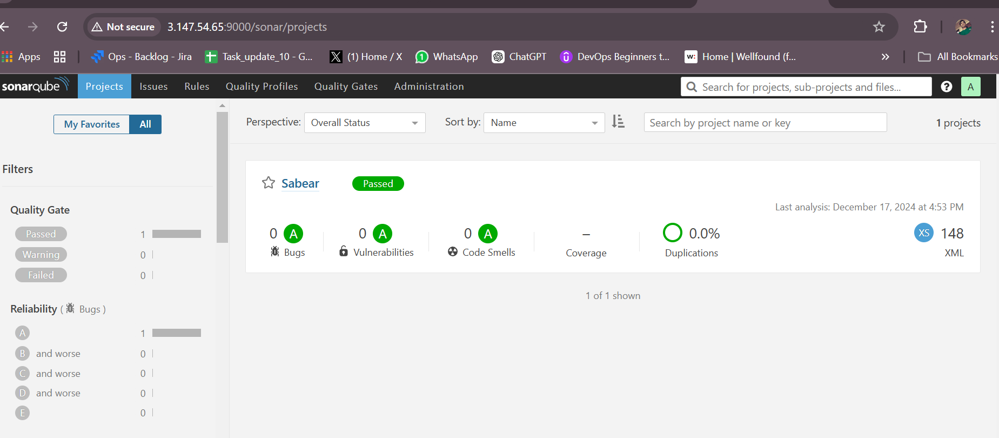 Not secure 3.147.54.65:9000/sonar/projects
Apps Ops - Backlog - Jira Task_update_10 - G... X (1) Home / X 1 WhatsApp ChatGPT DevOps Beginners t... w: Home | Wellfound (f... » All Bookmarks
sonarqube Projects Issues Rules Quality Profiles Quality Gates Administration Search for projects, sub-projects and files... ? A
My Favorites All
Perspective: Overall Status Sort by: Name Search by project name or key 1 projects
Filters
Quality Gate
Passed 1
Warning 0
Failed 0
Reliability ( Bugs )
A 1
B and worse 0
C and worse 0
D and worse 0
E 0
Sabear Passed
Last analysis: December 17, 2024 at 4:53 PM
0 A 0 A 0 A – 0.0% XS 148
Bugs Vulnerabilities Code Smells Coverage Duplications XML
1 of 1 shown